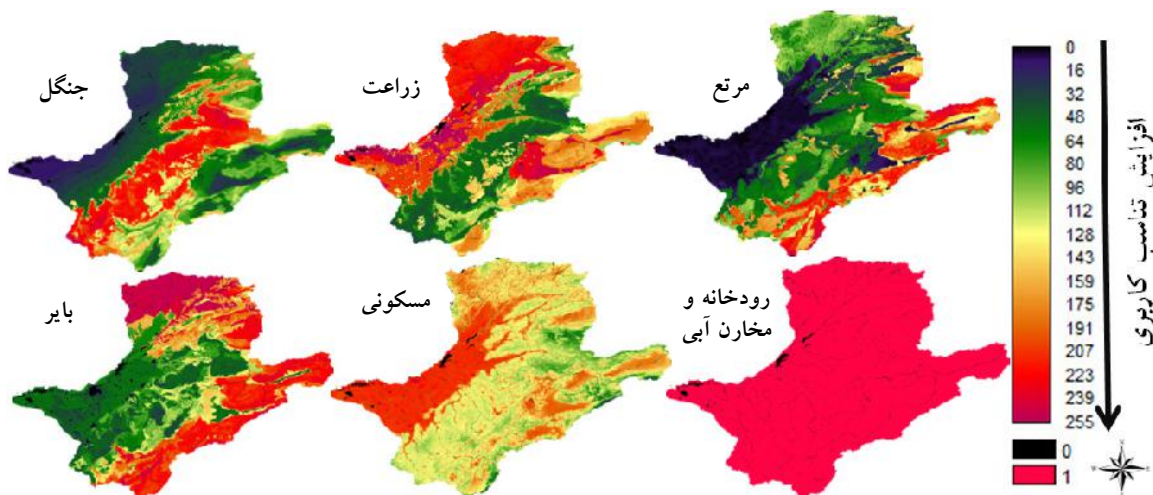 جنگل
زراعت
مرتع
بایر
مسکونی
رودخانه و
مخازن آبی
0
16
32
48
64
80
96
112
128
143
159
175
191
207
223
239
255
0
1
افزایش تناسب کاربری